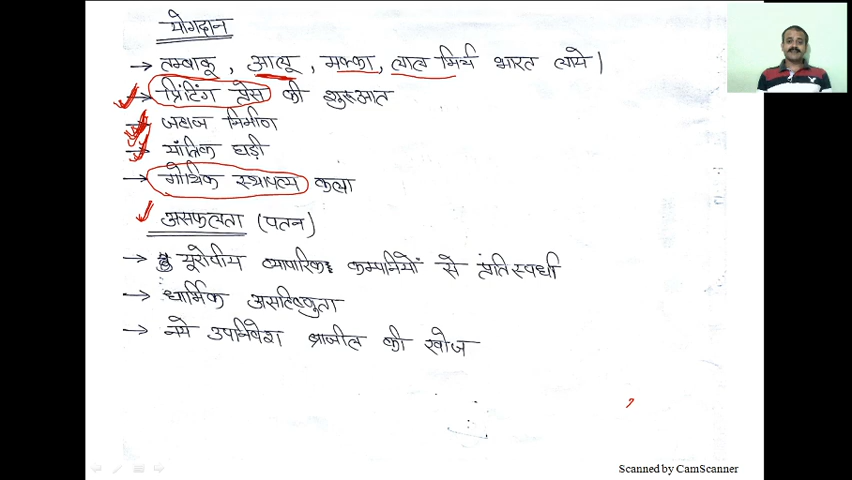 योगदान
→ तम्बाकू, आलू, मक्का, लाल मिर्च भारत लाये।
→ प्रिंटिंग प्रेस की शुरूआत
→ जहाज निर्माण
→ यांत्रिक घड़ी
→ गोथिक स्थापत्य कला
असफलता (पतन)
→ यूरोपीय व्यापारिक कम्पनियों से प्रतिस्पर्धा
→ धार्मिक असहिष्णुता
→ नये उपनिवेश ब्राजील की खोज
Scanned by CamScanner